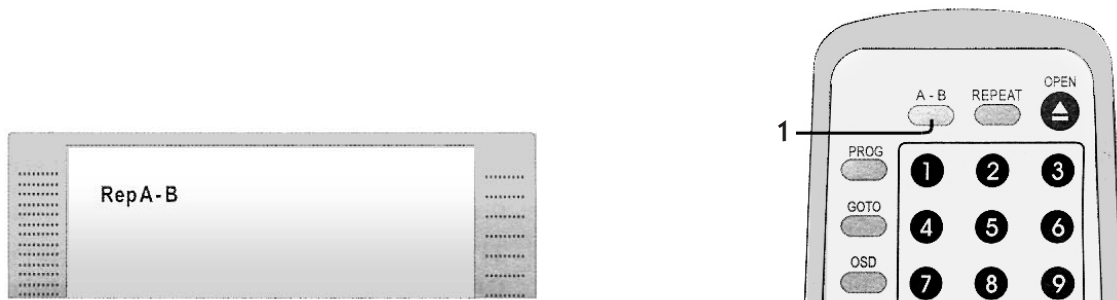 RepA-B
1
A - B REPEAT OPEN
PROG 1 2 3
GOTO 4 5 6
OSD 7 8 9